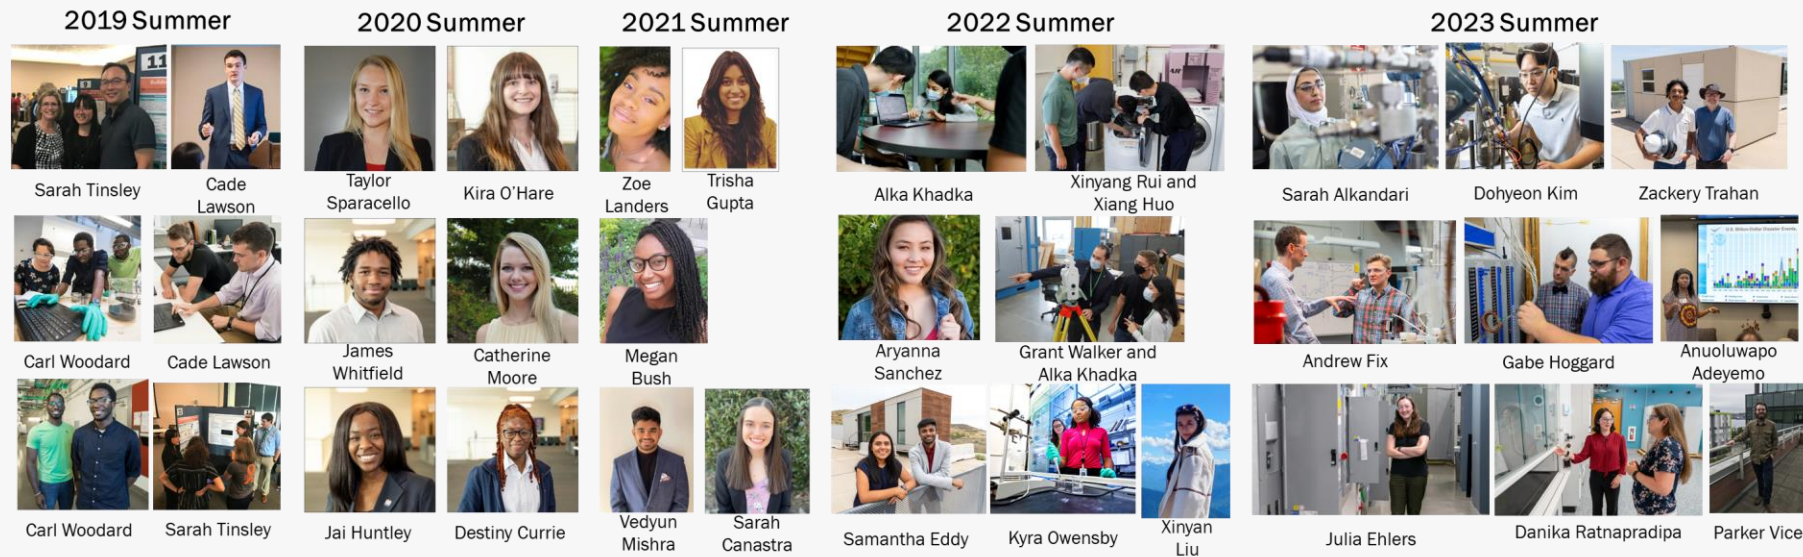 2019 Summer
2020 Summer
2021 Summer
2022 Summer
2023 Summer
11
Sarah Tinsley
Cade
Lawson
Taylor
Sparacello
Kira O'Hare
Zoe
Landers
Trisha
Gupta
Alka Khadka
Xinyang Rui and
Xiang Huo
Sarah Alkandari
Dohyeon Kim
Zackery Trahan
Carl Woodard
Cade Lawson
James
Whitfield
Catherine
Moore
Megan
Bush
Aryanna
Sanchez
Grant Walker and
Alka Khadka
Andrew Fix
Gabe Hoggard
Anuoluwapo
Adeyemo
Carl Woodard
Sarah Tinsley
Jai Huntley
Destiny Currie
Vedyun
Mishra
Sarah
Canastra
Samantha Eddy
Kyra Owensby
Xinyan
Liu
Julia Ehlers
Danika Ratnapradipa
Parker Vice